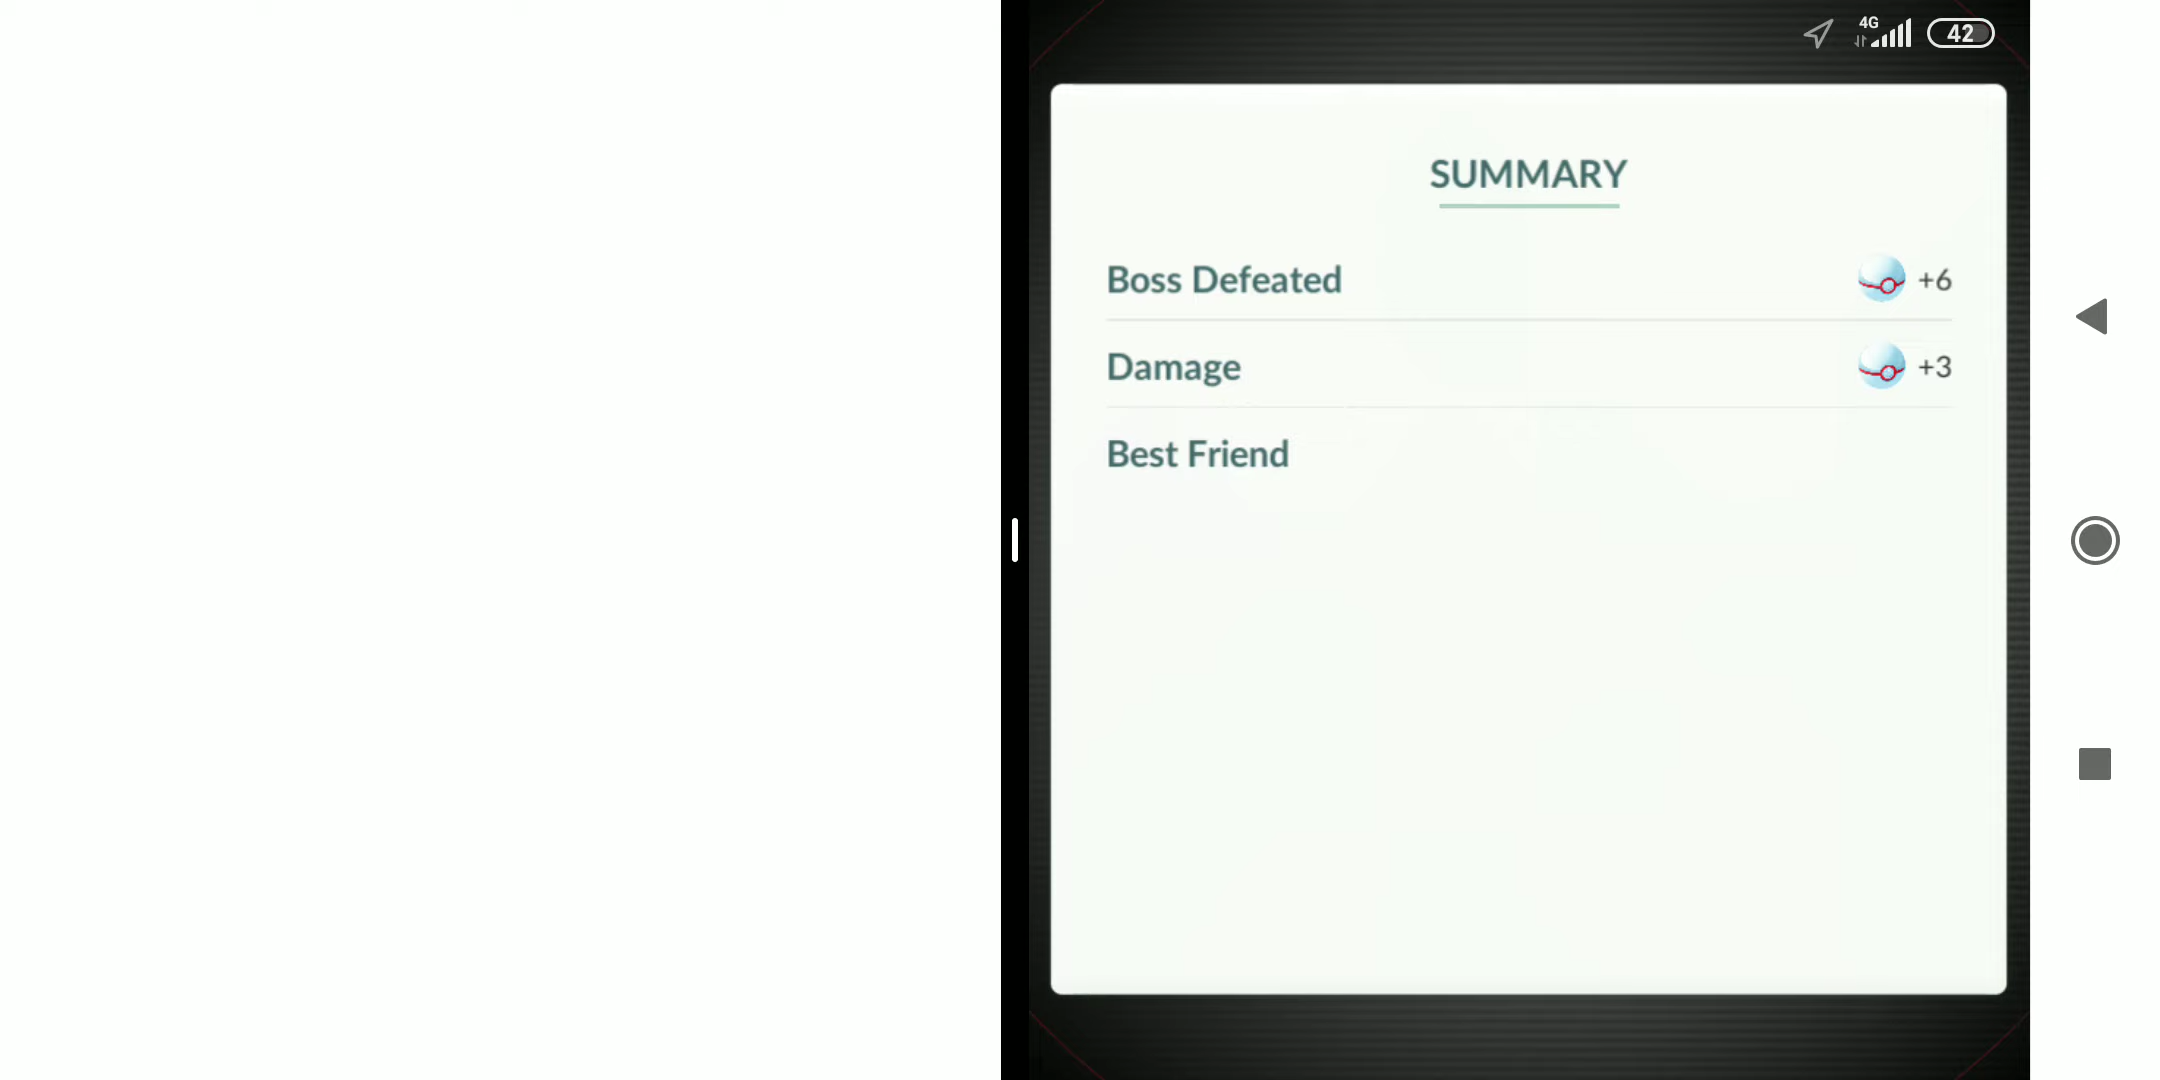 4G
42
SUMMARY
Boss Defeated +6
Damage +3
Best Friend